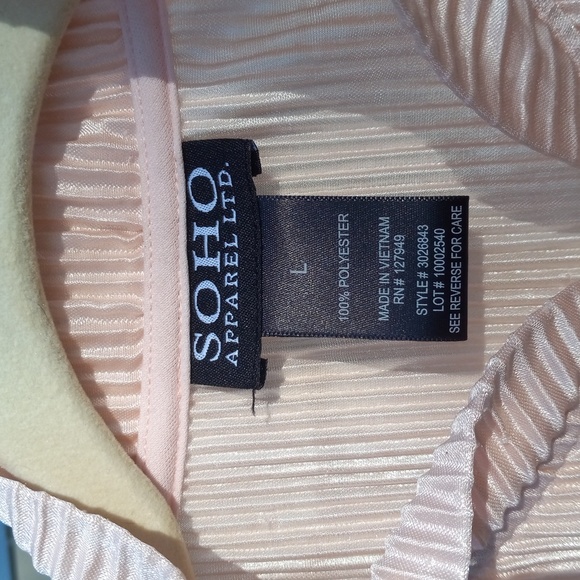 SOHO
APPAREL LTD.
L
100% POLYESTER
MADE IN VIETNAM
RN# 127949
STYLE# 3026843
LOT# 10002540
SEE REVERSE FOR CARE